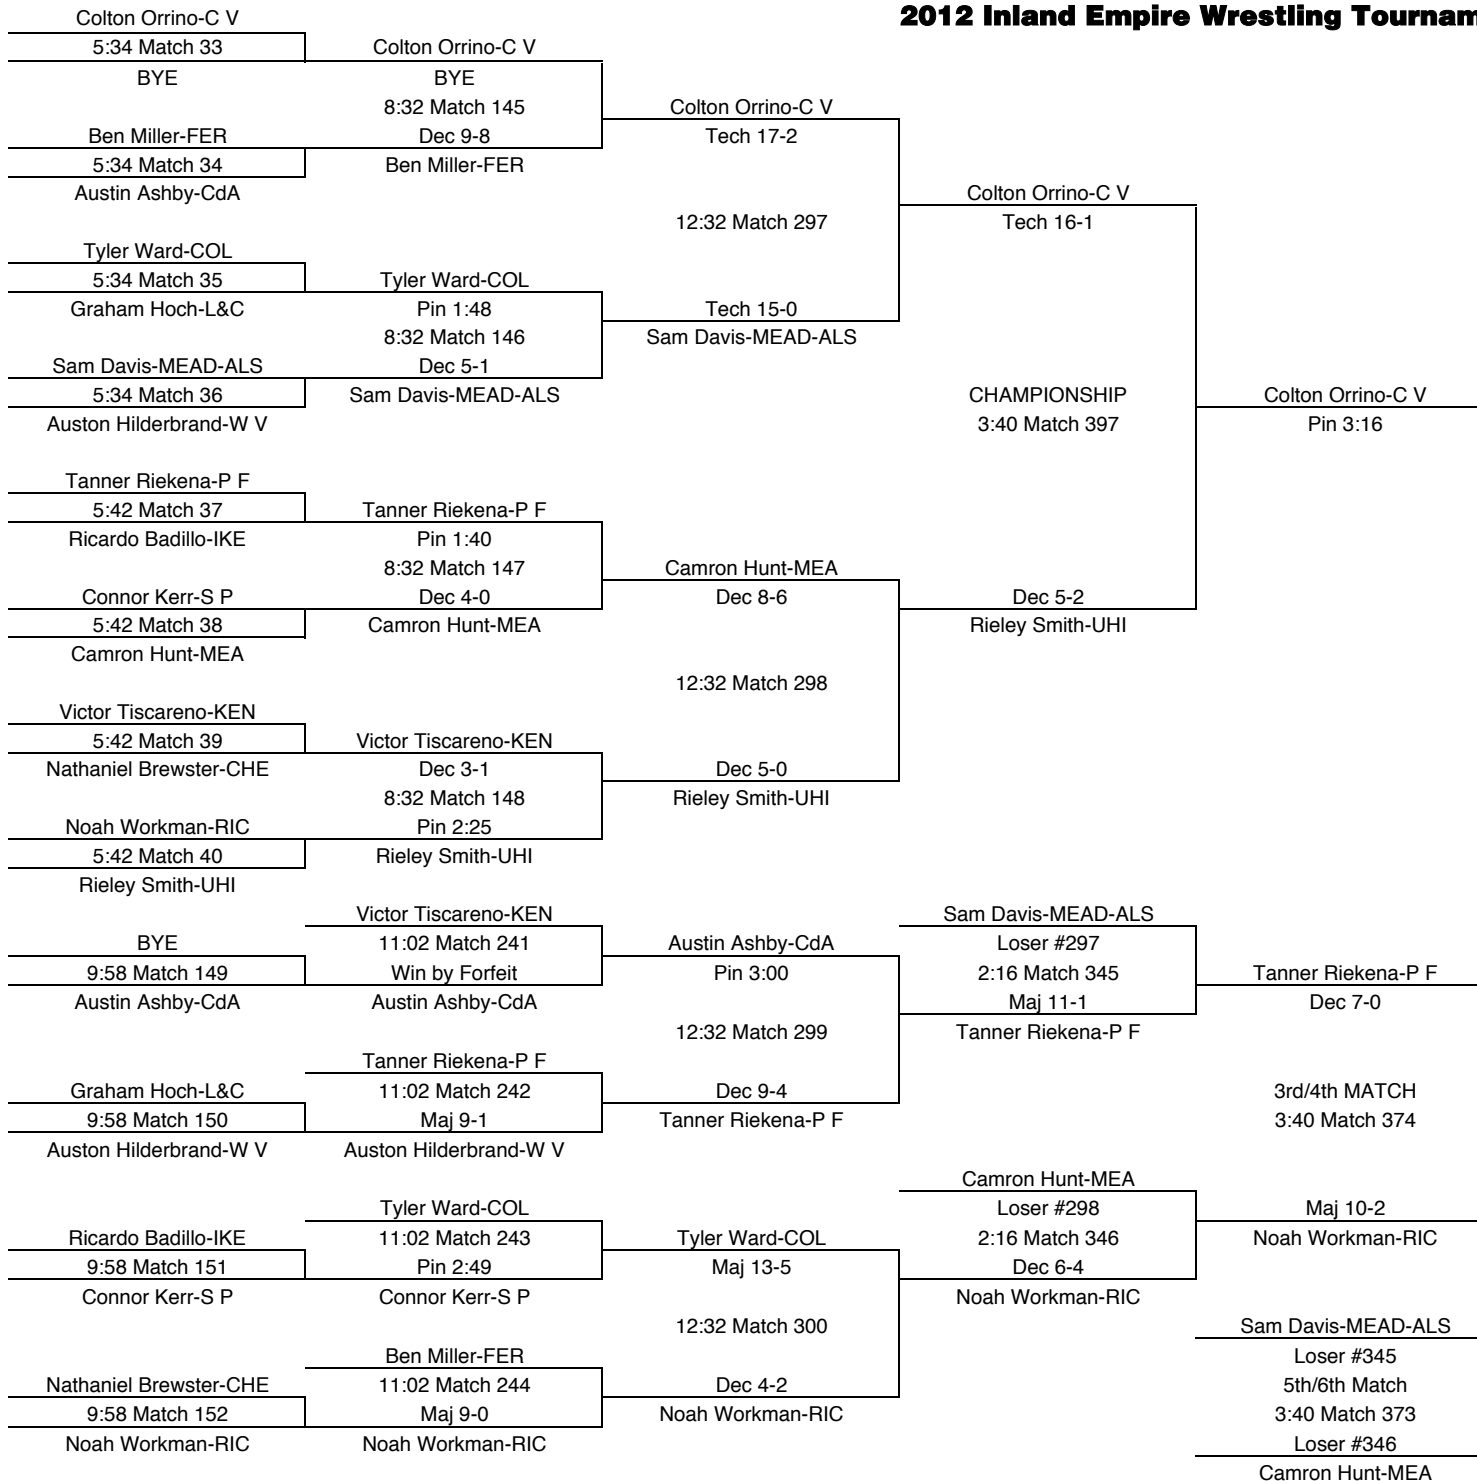 2012 Inland Empire Wrestling Tournam
Colton Orrino-C V
5:34 Match 33
BYE
Ben Miller-FER
5:34 Match 34
Austin Ashby-CdA
Tyler Ward-COL
5:34 Match 35
Graham Hoch-L&C
Sam Davis-MEAD-ALS
5:34 Match 36
Auston Hilderbrand-W V
Tanner Riekena-P F
5:42 Match 37
Ricardo Badillo-IKE
Connor Kerr-S P
5:42 Match 38
Camron Hunt-MEA
Victor Tiscareno-KEN
5:42 Match 39
Nathaniel Brewster-CHE
Noah Workman-RIC
5:42 Match 40
Rieley Smith-UHI
Colton Orrino-C V
BYE
8:32 Match 145
Dec 9-8
Ben Miller-FER
Tyler Ward-COL
Pin 1:48
8:32 Match 146
Dec 5-1
Sam Davis-MEAD-ALS
Tanner Riekena-P F
Pin 1:40
8:32 Match 147
Dec 4-0
Camron Hunt-MEA
Victor Tiscareno-KEN
Dec 3-1
8:32 Match 148
Pin 2:25
Rieley Smith-UHI
Colton Orrino-C V
Tech 17-2
12:32 Match 297
Tech 15-0
Sam Davis-MEAD-ALS
Camron Hunt-MEA
Dec 8-6
12:32 Match 298
Dec 5-0
Rieley Smith-UHI
Colton Orrino-C V
Tech 16-1
CHAMPIONSHIP
3:40 Match 397
Dec 5-2
Rieley Smith-UHI
Colton Orrino-C V
Pin 3:16
BYE
9:58 Match 149
Austin Ashby-CdA
Graham Hoch-L&C
9:58 Match 150
Auston Hilderbrand-W V
Ricardo Badillo-IKE
9:58 Match 151
Connor Kerr-S P
Nathaniel Brewster-CHE
9:58 Match 152
Noah Workman-RIC
Victor Tiscareno-KEN
11:02 Match 241
Win by Forfeit
Austin Ashby-CdA
Tanner Riekena-P F
11:02 Match 242
Maj 9-1
Auston Hilderbrand-W V
Tyler Ward-COL
11:02 Match 243
Pin 2:49
Connor Kerr-S P
Ben Miller-FER
11:02 Match 244
Maj 9-0
Noah Workman-RIC
Austin Ashby-CdA
Pin 3:00
12:32 Match 299
Dec 9-4
Tanner Riekena-P F
Tyler Ward-COL
Maj 13-5
12:32 Match 300
Dec 4-2
Noah Workman-RIC
Sam Davis-MEAD-ALS
Loser #297
2:16 Match 345
Maj 11-1
Tanner Riekena-P F
Camron Hunt-MEA
Loser #298
2:16 Match 346
Dec 6-4
Noah Workman-RIC
Tanner Riekena-P F
Dec 7-0
3rd/4th MATCH
3:40 Match 374
Maj 10-2
Noah Workman-RIC
Sam Davis-MEAD-ALS
Loser #345
5th/6th Match
3:40 Match 373
Loser #346
Camron Hunt-MEA